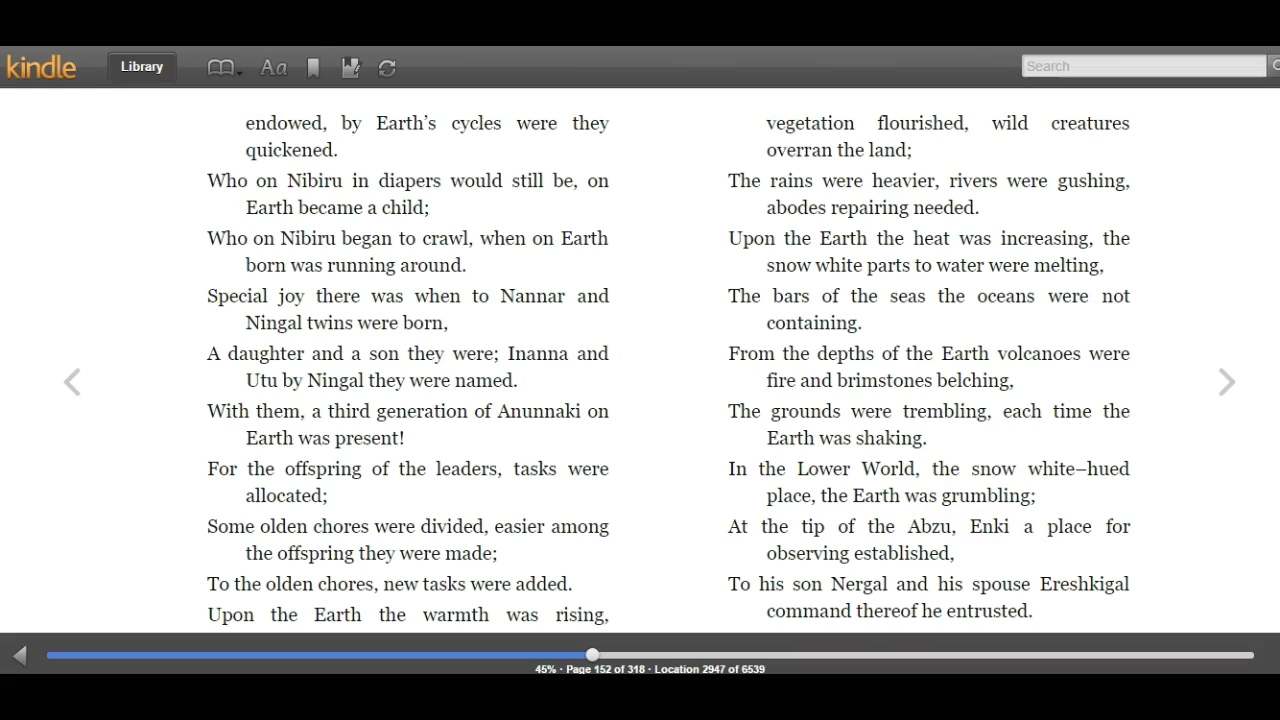 kindle
Library
Aa
Search
endowed, by Earth's cycles were they
quickened.
Who on Nibiru in diapers would still be, on
Earth became a child;
Who on Nibiru began to crawl, when on Earth
born was running around.
Special joy there was when to Nannar and
Ningal twins were born,
A daughter and a son they were; Inanna and
Utu by Ningal they were named.
With them, a third generation of Anunnaki on
Earth was present!
For the offspring of the leaders, tasks were
allocated;
Some olden chores were divided, easier among
the offspring they were made;
To the olden chores, new tasks were added.
Upon the Earth the warmth was rising,
vegetation flourished, wild creatures
overran the land;
The rains were heavier, rivers were gushing,
abodes repairing needed.
Upon the Earth the heat was increasing, the
snow white parts to water were melting,
The bars of the seas the oceans were not
containing.
From the depths of the Earth volcanoes were
fire and brimstones belching,
The grounds were trembling, each time the
Earth was shaking.
In the Lower World, the snow white–hued
place, the Earth was grumbling;
At the tip of the Abzu, Enki a place for
observing established,
To his son Nergal and his spouse Ereshkigal
command thereof he entrusted.
45% · Page 152 of 318 · Location 2947 of 6539